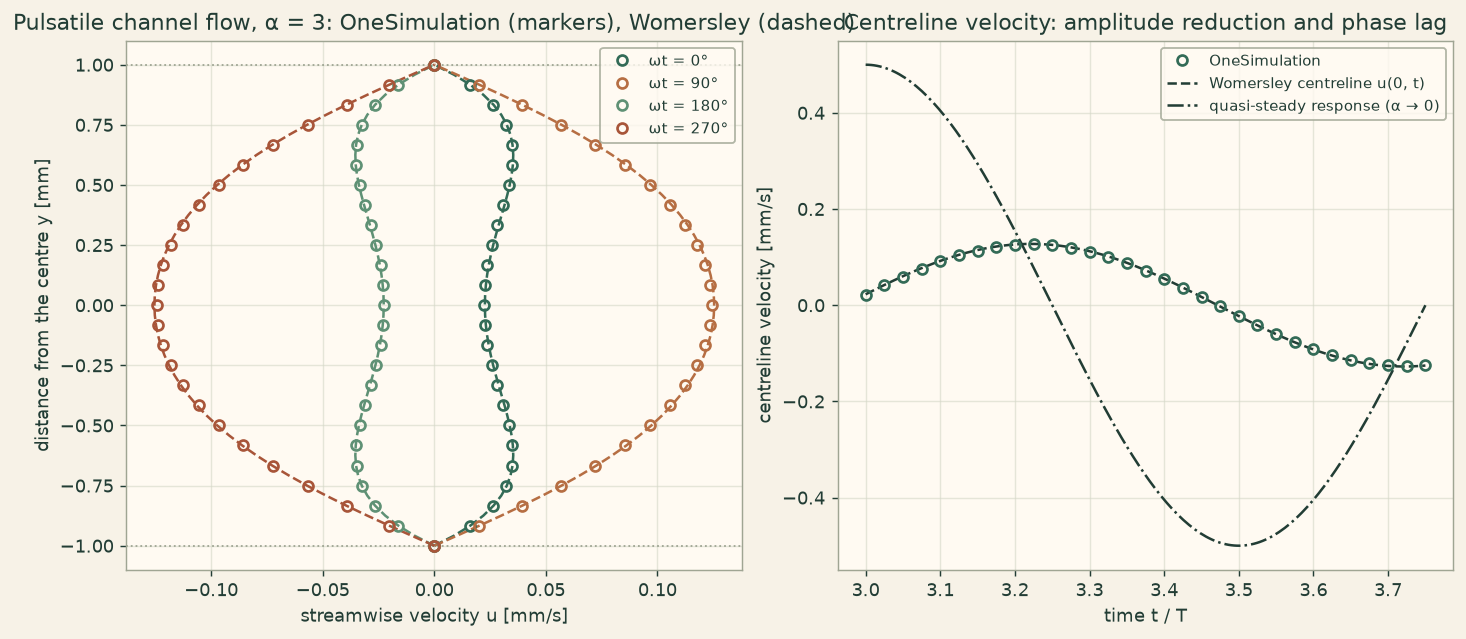 Pulsatile channel flow, α = 3: OneSimulation (markers), Womersley (dashed)
Centreline velocity: amplitude reduction and phase lag
ωt = 0°
ωt = 90°
ωt = 180°
ωt = 270°
1.00
0.75
0.50
0.25
0.00
−0.25
−0.50
−0.75
−1.00
distance from the centre y [mm]
−0.10
−0.05
0.00
0.05
0.10
streamwise velocity u [mm/s]
OneSimulation
Womersley centreline u(0, t)
quasi-steady response (α → 0)
0.4
0.2
0.0
−0.2
−0.4
centreline velocity [mm/s]
3.0
3.1
3.2
3.3
3.4
3.5
3.6
3.7
time t / T